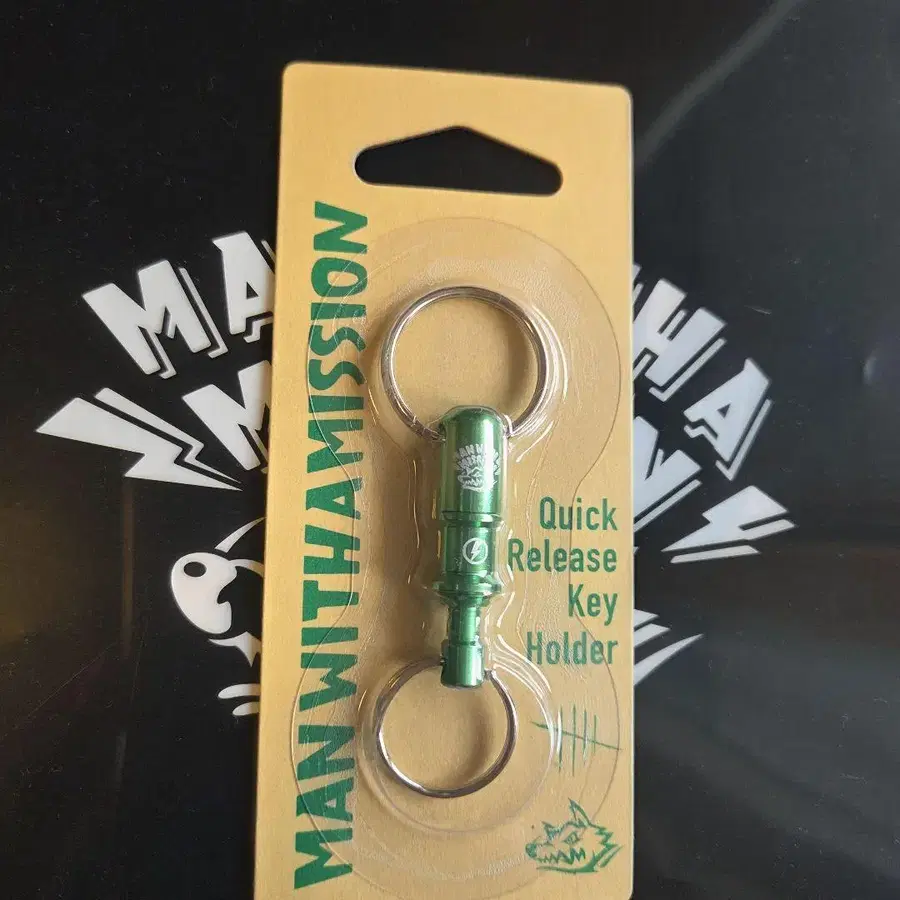 MAN WITH A MISSION
Quick
Release
Key
Holder